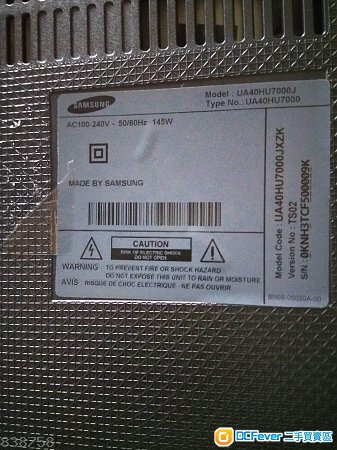 SAMSUNG
Model : UA40HU7000J
Type No.: UA40HU7000
AC100-240V ~ 50/60Hz 145W
MADE BY SAMSUNG
CAUTION
RISK OF ELECTRIC SHOCK
DO NOT OPEN
WARNING : TO PREVENT FIRE OR SHOCK HAZARD
DO NOT EXPOSE THIS UNIT TO RAIN OR MOISTURE
AVIS : RISQUE DE CHOC ELECTRIQUE - NE PAS OUVRIR
Model Code : UA40HU7000JXZK
Version No : TS02
S/N : 0KNH3TCF500009K
838758
DCFever 二手買賣區